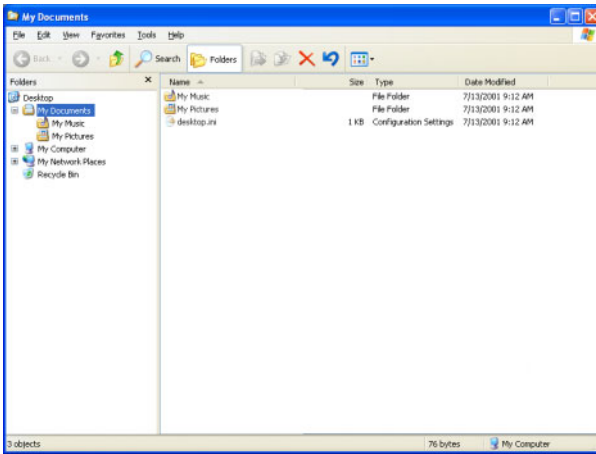 My Documents
File Edit View Favorites Tools Help
Back Search Folders
Folders
Desktop
My Documents
My Music
My Pictures
My Computer
My Network Places
Recycle Bin
Name Size Type Date Modified
My Music File Folder 7/13/2001 9:12 AM
My Pictures File Folder 7/13/2001 9:12 AM
desktop.ini 1 KB Configuration Settings 7/13/2001 9:12 AM
3 objects 76 bytes My Computer